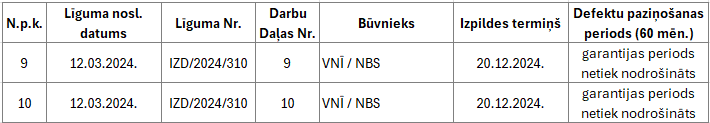 N.p.k. Līguma nosl. datums Līguma Nr. Darbu Daļas Nr. Būvnieks Izpildes termiņš Defektu paziņošanas periods (60 mēn.)
9 12.03.2024. IZD/2024/310 9 VNĪ / NBS 20.12.2024. garantijas periods netiek nodrošināts
10 12.03.2024. IZD/2024/310 10 VNĪ / NBS 20.12.2024. garantijas periods netiek nodrošināts